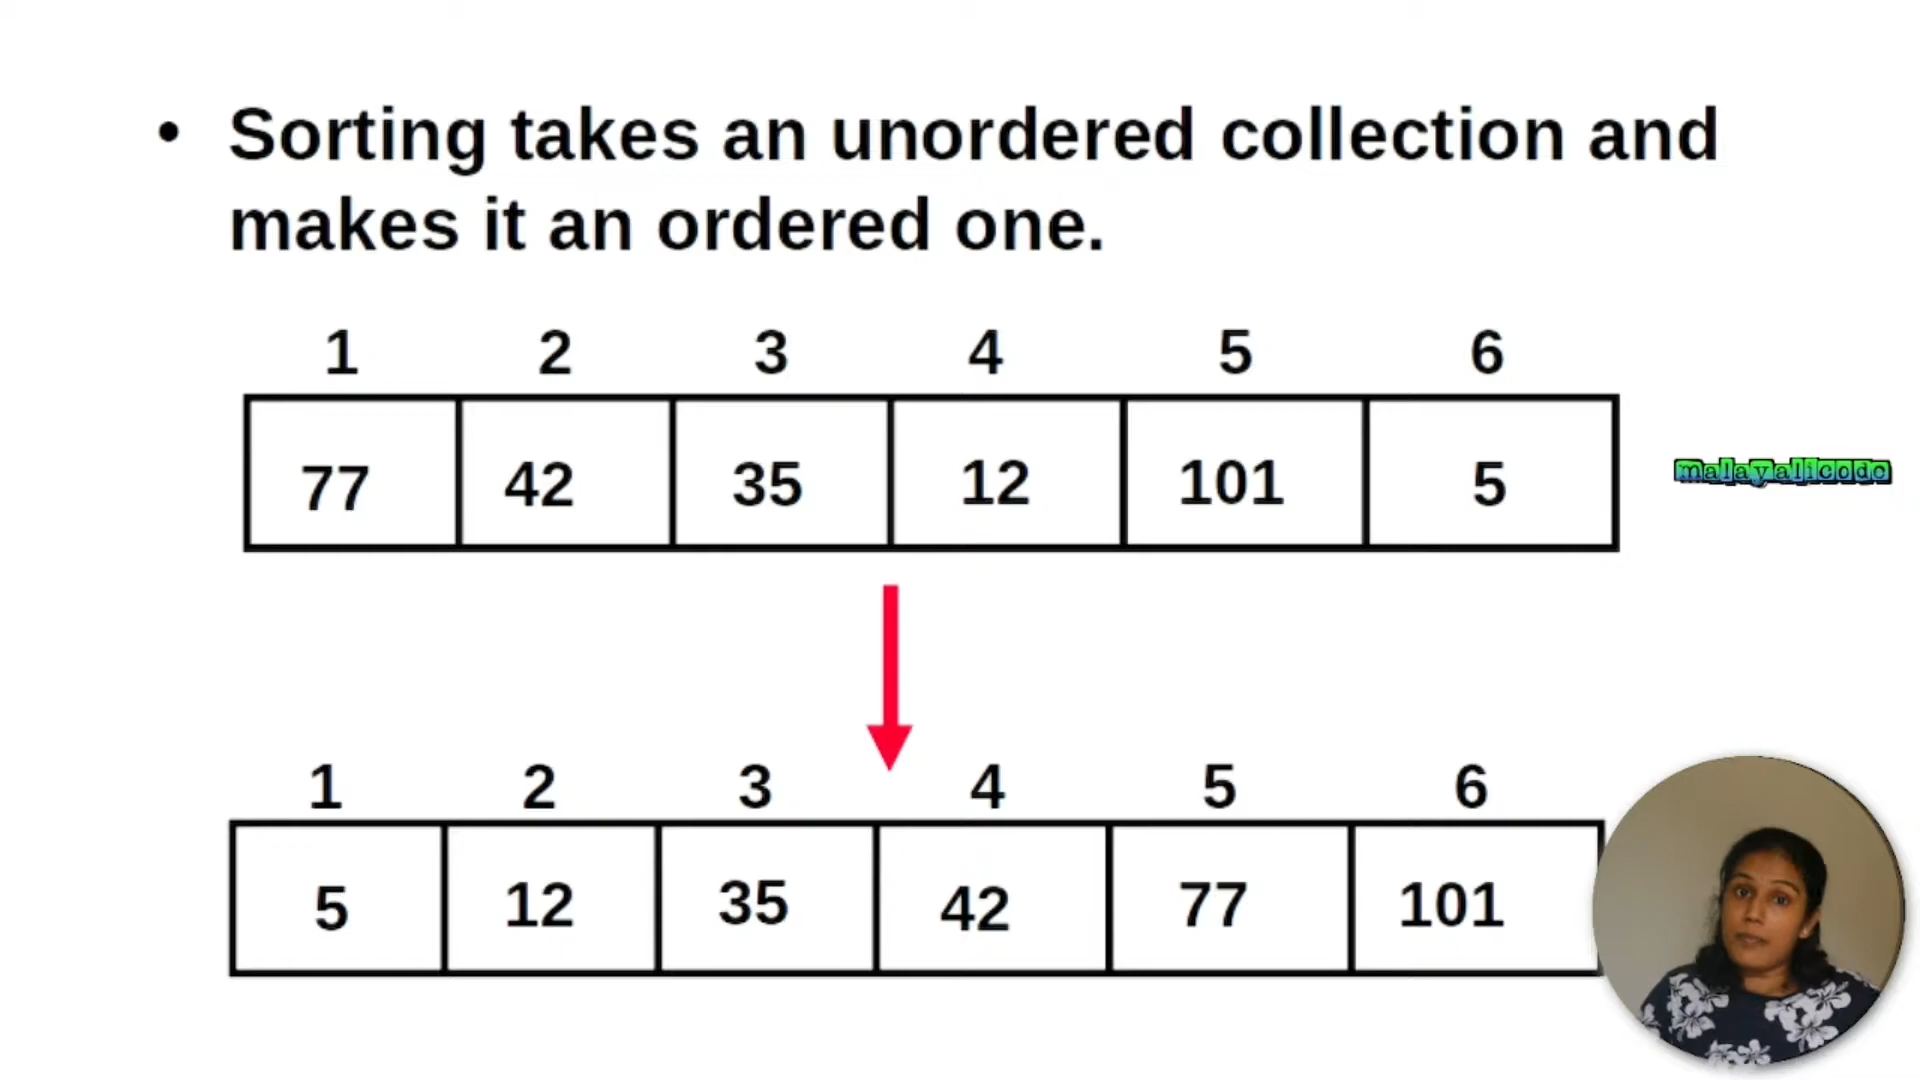 • Sorting takes an unordered collection and
makes it an ordered one.
1 2 3 4 5 6
77 42 35 12 101 5
malayalicode
1 2 3 4 5 6
5 12 35 42 77 101